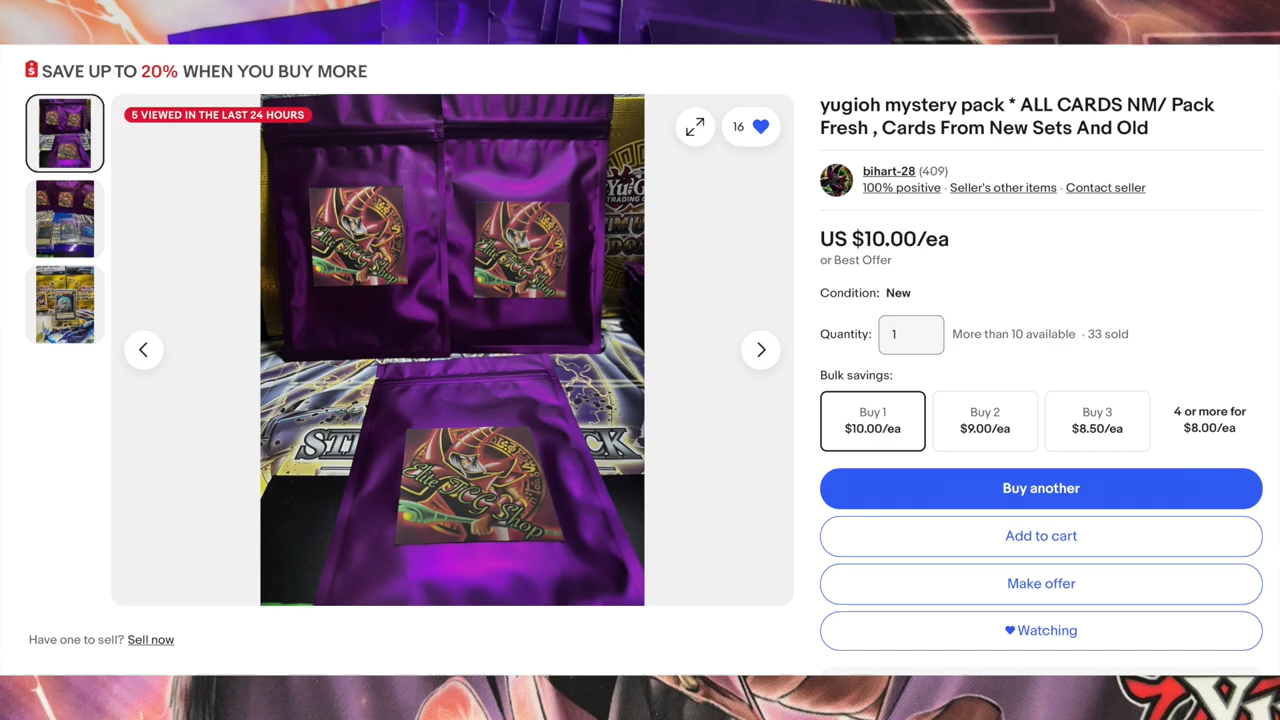 SAVE UP TO 20% WHEN YOU BUY MORE
5 VIEWED IN THE LAST 24 HOURS
16
Elite TCG Shop
Elite TCG Shop
Elite TCG Shop
yugioh mystery pack * ALL CARDS NM/ Pack
Fresh , Cards From New Sets And Old
bihart-28 (409)
100% positive · Seller's other items · Contact seller
US $10.00/ea
or Best Offer
Condition: New
Quantity: 1 More than 10 available · 33 sold
Bulk savings:
Buy 1
$10.00/ea
Buy 2
$9.00/ea
Buy 3
$8.50/ea
4 or more for
$8.00/ea
Buy another
Add to cart
Make offer
Watching
Have one to sell? Sell now